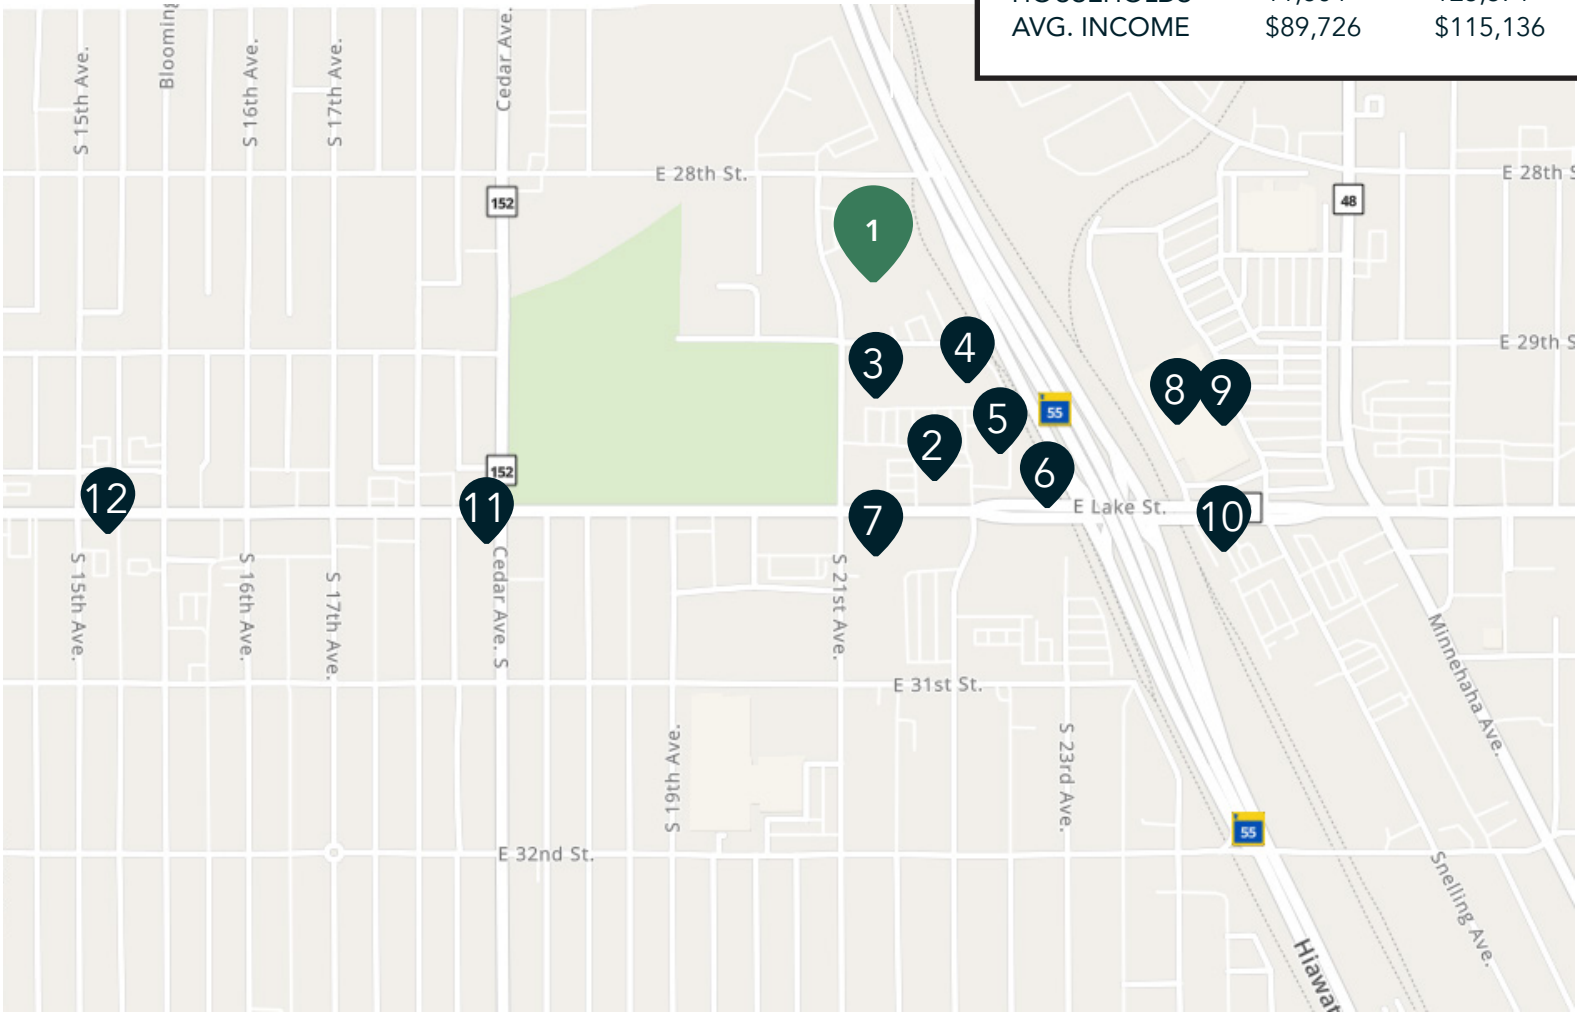 AVG. INCOME $89,726 $115,136
S 15th Ave.
S 16th Ave.
S 17th Ave.
Cedar Ave.
E 28th St.
E 28th S
152
48
1
E 29th S
3
4
8
9
55
5
2
6
152
12
11
7
E Lake St.
10
S 15th Ave.
S 16th Ave.
S 17th Ave.
Cedar Ave. S
S 21st Ave.
E 31st St.
Minnehaha Ave.
S 19th Ave.
S 23rd Ave.
55
E 32nd St.
Snelling Ave.